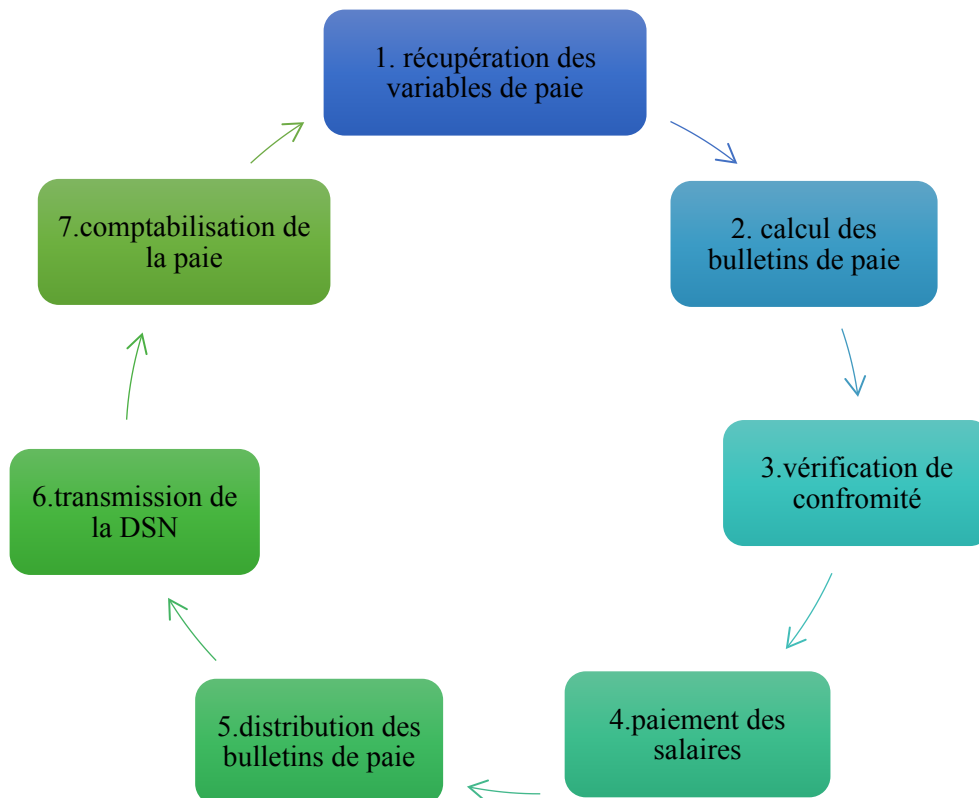 1. récupération des
variables de paie
2. calcul des
bulletins de paie
3.vérification de
confromité
4.paiement des
salaires
5.distribution des
bulletins de paie
6.transmission de
la DSN
7.comptabilisation de
la paie